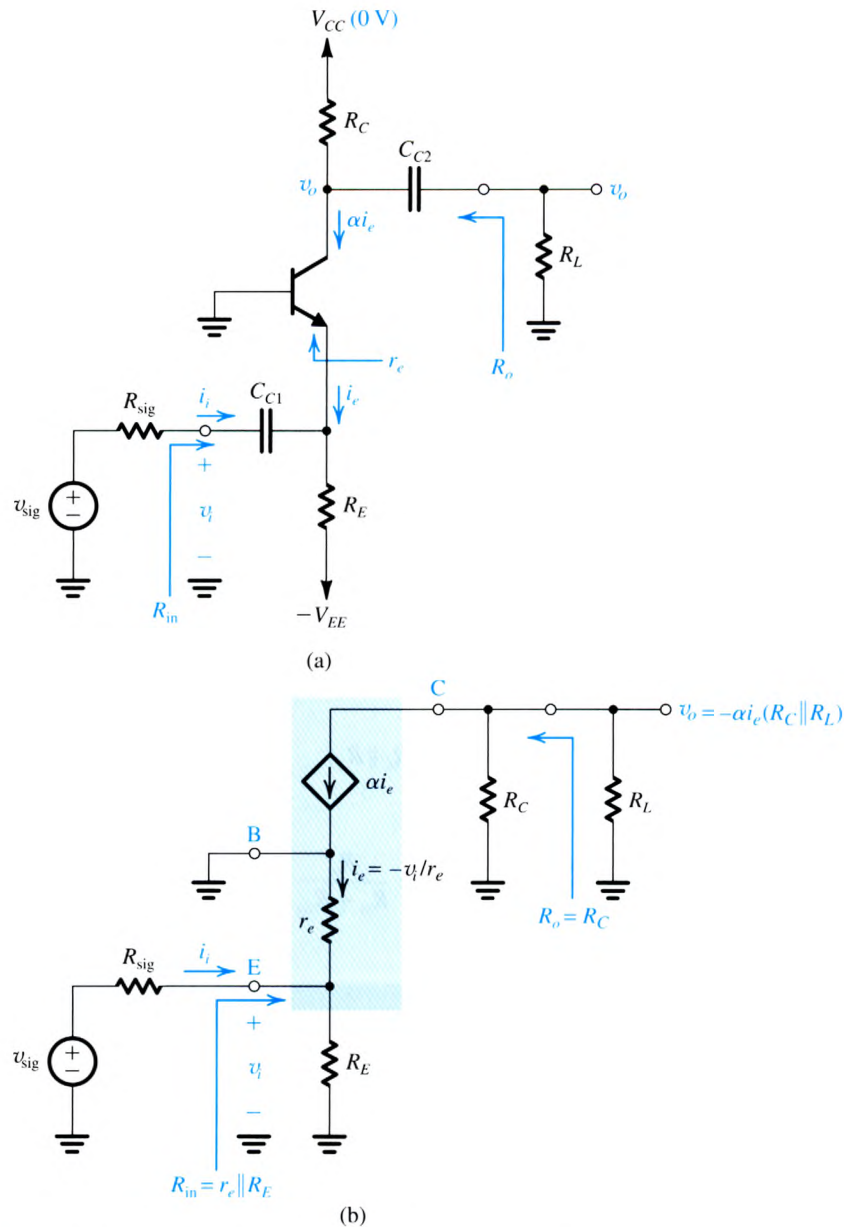 V_CC (0 V)
R_C
C_C2
v_o
v_o
αi_e
R_L
r_e
R_o
R_sig
i_i
C_C1
i_e
+
v_sig
+
−
v_i
R_E
−
R_in
−V_EE
(a)
C
v_o = −αi_e(R_C ∥ R_L)
αi_e
R_C
R_L
B
i_e = −v_i/r_e
r_e
R_o = R_C
R_sig
i_i
E
+
v_sig
+
−
v_i
R_E
−
R_in = r_e ∥ R_E
(b)